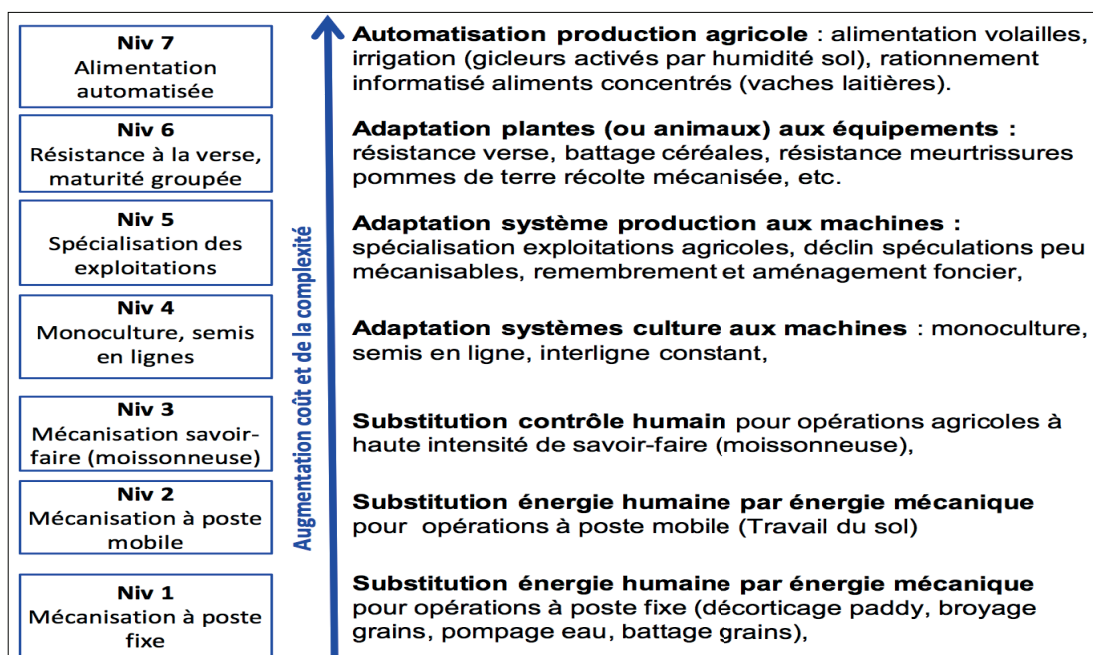 Niv 7
Alimentation
automatisée
Automatisation production agricole : alimentation volailles,
irrigation (gicleurs activés par humidité sol), rationnement
informatisé aliments concentrés (vaches laitières).
Niv 6
Résistance à la verse,
maturité groupée
Adaptation plantes (ou animaux) aux équipements :
résistance verse, battage céréales, résistance meurtrissures
pommes de terre récolte mécanisée, etc.
Niv 5
Spécialisation des
exploitations
Adaptation système production aux machines :
spécialisation exploitations agricoles, déclin spéculations peu
mécanisables, remembrement et aménagement foncier,
Niv 4
Monoculture, semis
en lignes
Adaptation systèmes culture aux machines : monoculture,
semis en ligne, interligne constant,
Niv 3
Mécanisation savoir-
faire (moissonneuse)
Substitution contrôle humain pour opérations agricoles à
haute intensité de savoir-faire (moissonneuse),
Niv 2
Mécanisation à poste
mobile
Substitution énergie humaine par énergie mécanique
pour opérations à poste mobile (Travail du sol)
Niv 1
Mécanisation à poste
fixe
Substitution énergie humaine par énergie mécanique
pour opérations à poste fixe (décorticage paddy, broyage
grains, pompage eau, battage grains),
Augmentation coût et de la complexité